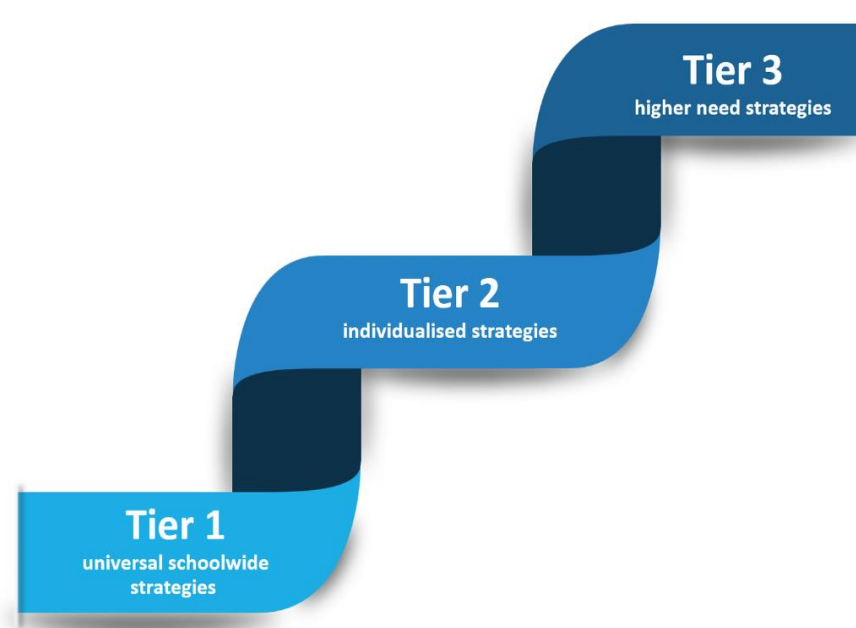 Tier 3
higher need strategies
Tier 2
individualised strategies
Tier 1
universal schoolwide
strategies